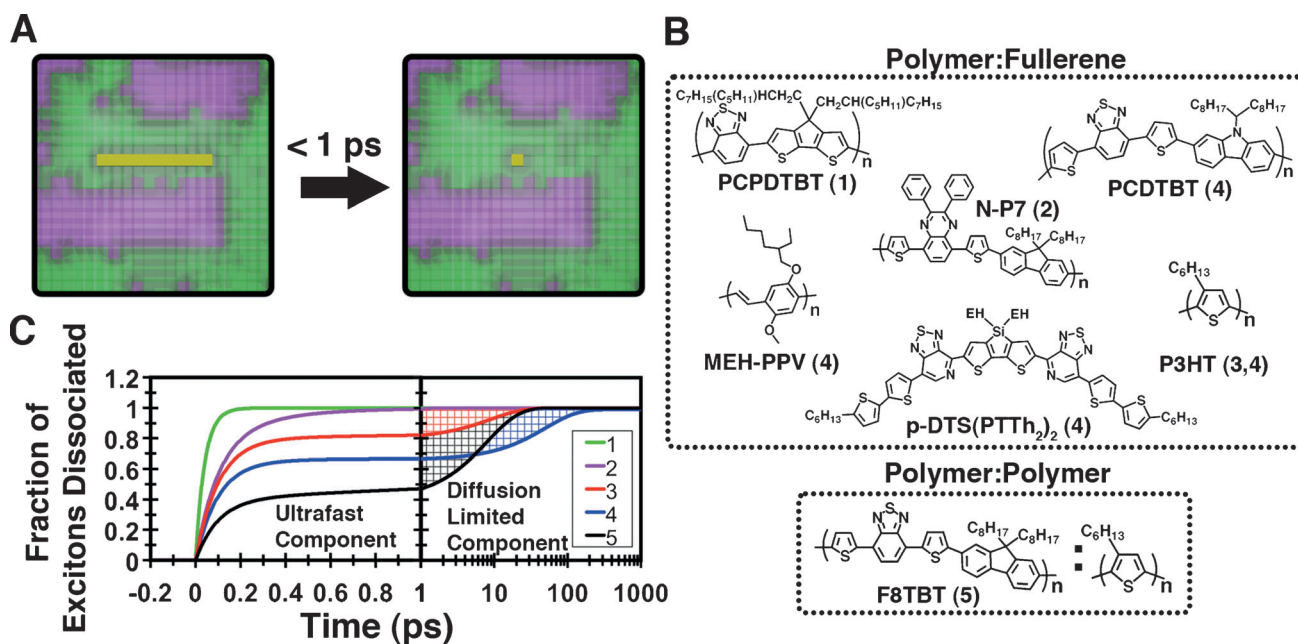 A
< 1 ps
B
Polymer:Fullerene
C₇H₁₅(C₅H₁₁)HCH₂C
CH₂CH(C₅H₁₁)C₇H₁₅
N S N
S S
n
PCPDTBT (1)
C₈H₁₇ C₈H₁₇
N S N
S
N
S
n
PCDTBT (4)
N-P7 (2)
N N
C₈H₁₇ C₈H₁₇
S S
n
O
O
n
MEH-PPV (4)
C₆H₁₃
S
n
P3HT (3,4)
EH EH
Si
N S N
N S N
S S
N N
S S
S S
C₆H₁₃
C₆H₁₃
p-DTS(PTTh₂)₂ (4)
Polymer:Polymer
N S N
C₈H₁₇ C₈H₁₇
S S
n
:
C₆H₁₃
S
n
F8TBT (5)
C
Fraction of
Excitons Dissociated
1.2
1
0.8
0.6
0.4
0.2
0
Ultrafast
Component
Diffusion
Limited
Component
1
2
3
4
5
-0.2 0 0.2 0.4 0.6 0.8 1 10 100 1000
Time (ps)